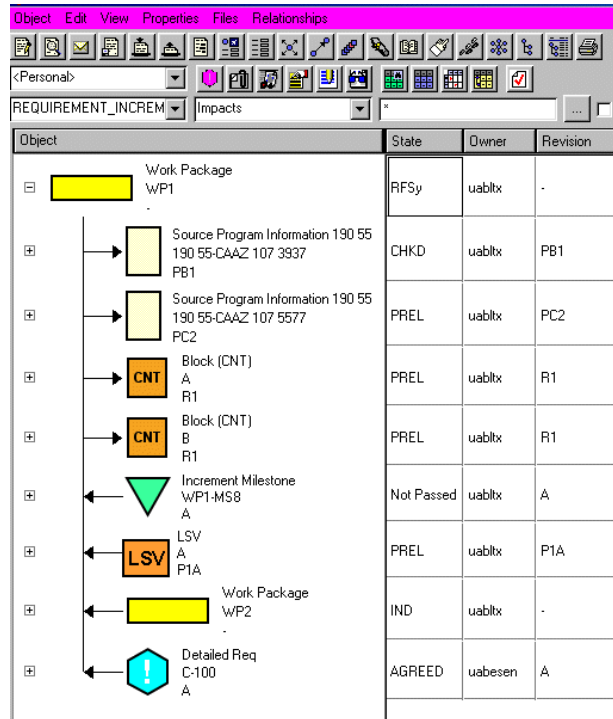 Object Edit View Properties Files Relationships
<Personal>
REQUIREMENT_INCREM Impacts *
...
Object State Owner Revision
Work Package
WP1
-
RFSy uabltx -
Source Program Information 190 55
190 55-CAAZ 107 3937
PB1
CHKD uabltx PB1
Source Program Information 190 55
190 55-CAAZ 107 5577
PC2
PREL uabltx PC2
CNT
Block (CNT)
A
R1
PREL uabltx R1
CNT
Block (CNT)
B
R1
PREL uabltx R1
Increment Milestone
WP1-MS8
A
Not Passed uabltx A
LSV
LSV
A
P1A
PREL uabltx P1A
Work Package
WP2
-
IND uabltx -
!
Detailed Req
C-100
A
AGREED uabesen A